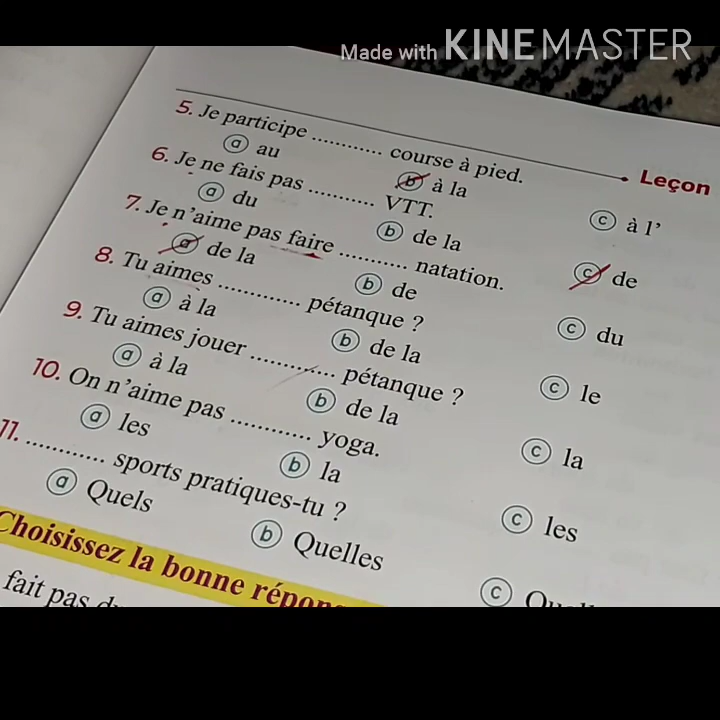 Made with KINEMASTER
Leçon
5. Je participe ............ course à pied.
a au b à la c à l'
6. Je ne fais pas ............ VTT.
a du b de la c de
7. Je n'aime pas faire ............ natation.
a de la b de c du
8. Tu aimes ............ pétanque ?
a à la b de la c le
9. Tu aimes jouer ............ pétanque ?
a à la b de la c la
10. On n'aime pas ............ yoga.
a les b la c les
11. ............ sports pratiques-tu ?
a Quels b Quelles c
Choisissez la bonne
fait pas